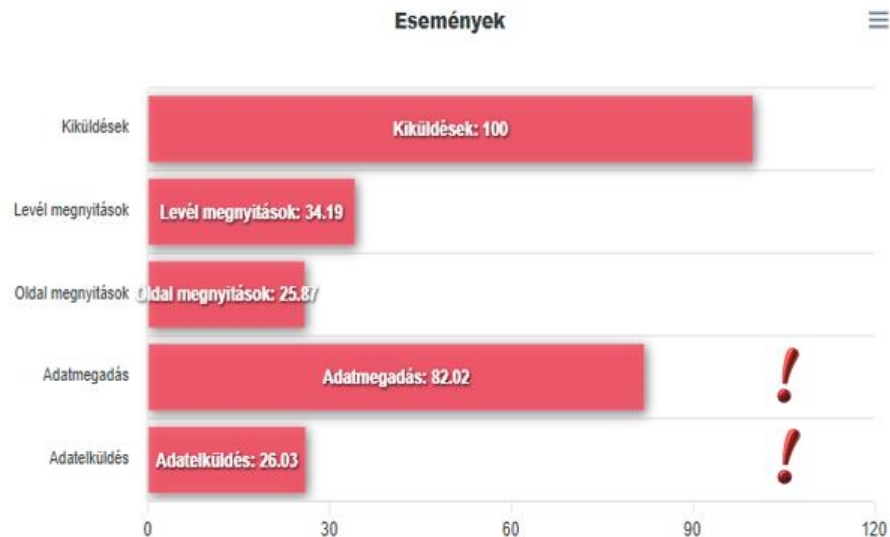 Események
Kiküldések
Kiküldések: 100
Levél megnyitások
Levél megnyitások: 34.19
Oldal megnyitások
Oldal megnyitások: 25.87
Adatmegadás
Adatmegadás: 82.02
Adatelküldés
Adatelküldés: 26.03
0 30 60 90 120